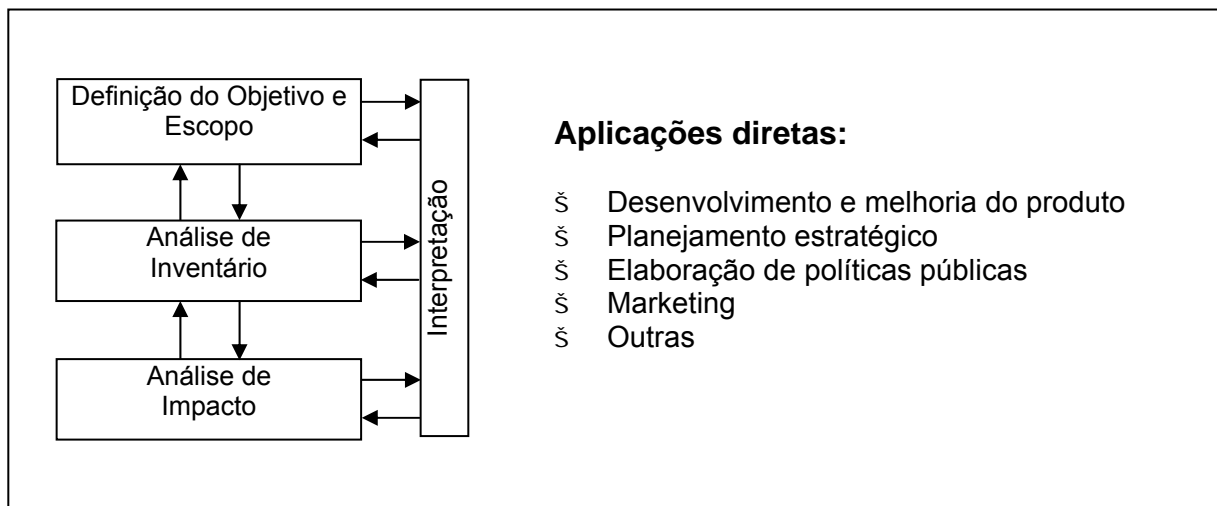 Definição do Objetivo e
Escopo
Análise de
Inventário
Análise de
Impacto
Interpretação
Aplicações diretas:
Š Desenvolvimento e melhoria do produto
Š Planejamento estratégico
Š Elaboração de políticas públicas
Š Marketing
Š Outras